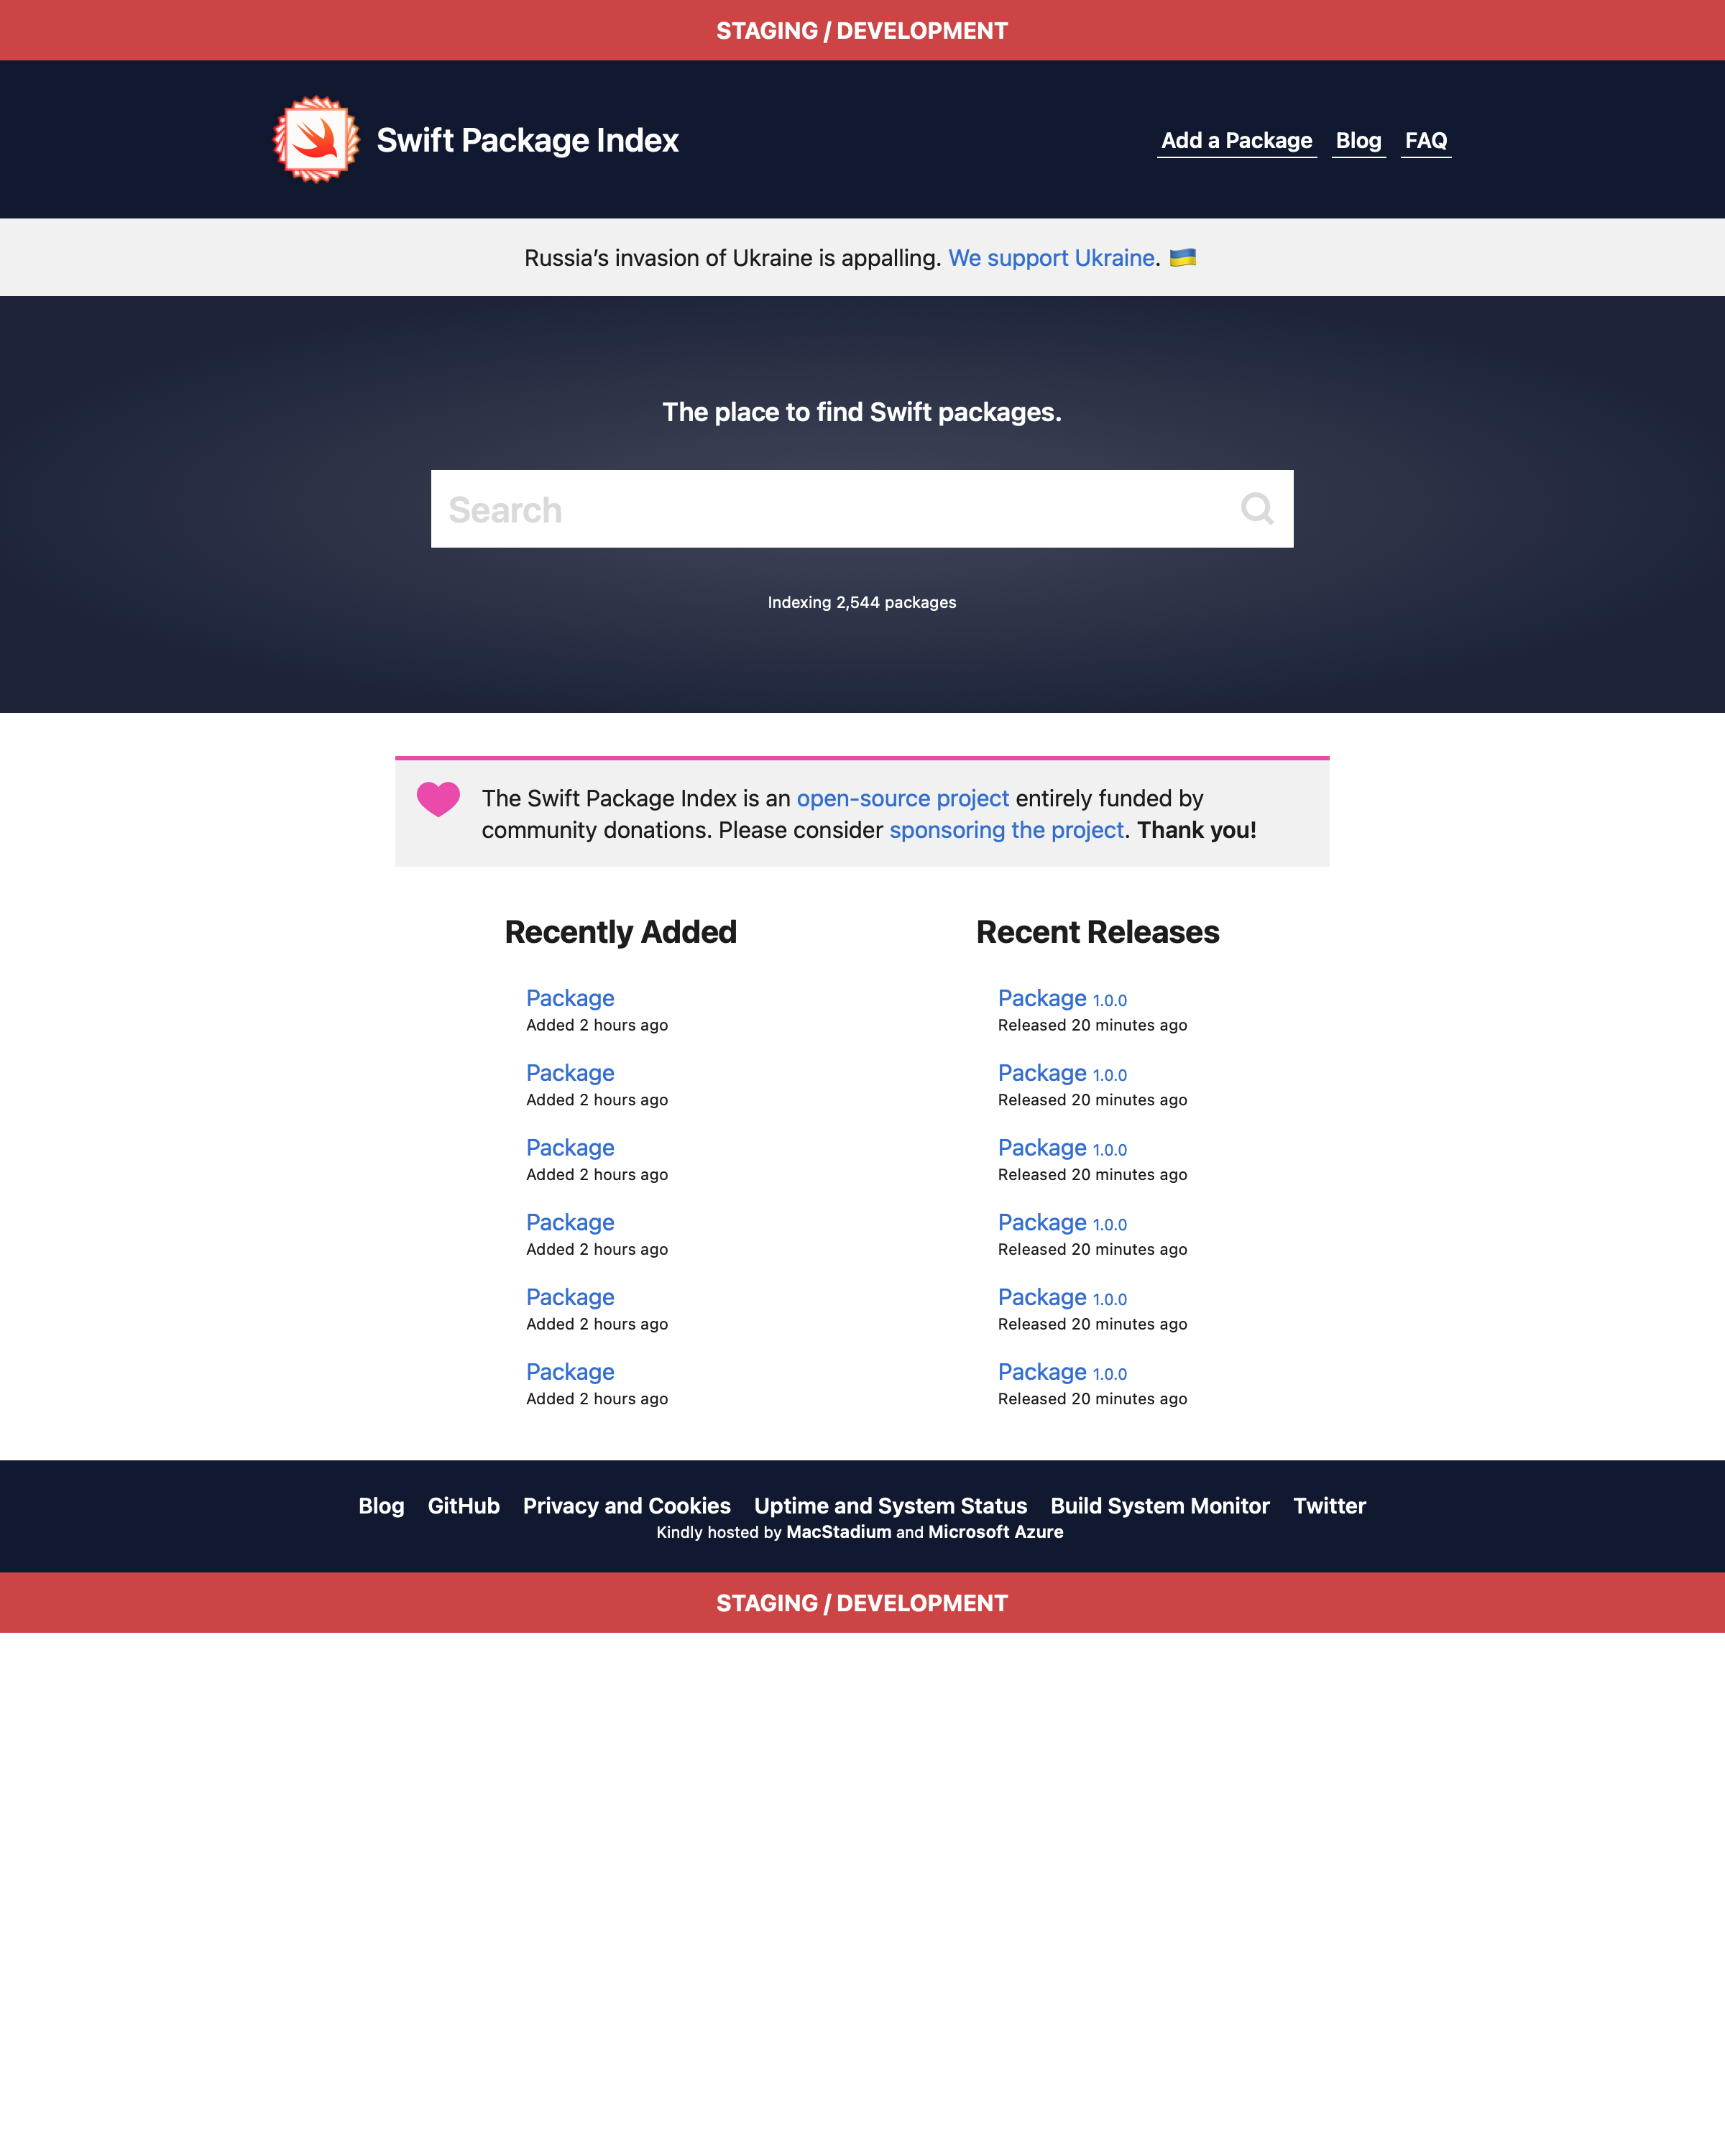 STAGING / DEVELOPMENT
Swift Package Index
Add a Package Blog FAQ
Russia’s invasion of Ukraine is appalling. We support Ukraine. 🇺🇦
The place to find Swift packages.
Search
Indexing 2,544 packages
The Swift Package Index is an open-source project entirely funded by
community donations. Please consider sponsoring the project. Thank you!
Recently Added
Package
Added 2 hours ago
Package
Added 2 hours ago
Package
Added 2 hours ago
Package
Added 2 hours ago
Package
Added 2 hours ago
Package
Added 2 hours ago
Recent Releases
Package 1.0.0
Released 20 minutes ago
Package 1.0.0
Released 20 minutes ago
Package 1.0.0
Released 20 minutes ago
Package 1.0.0
Released 20 minutes ago
Package 1.0.0
Released 20 minutes ago
Package 1.0.0
Released 20 minutes ago
Blog GitHub Privacy and Cookies Uptime and System Status Build System Monitor Twitter
Kindly hosted by MacStadium and Microsoft Azure
STAGING / DEVELOPMENT